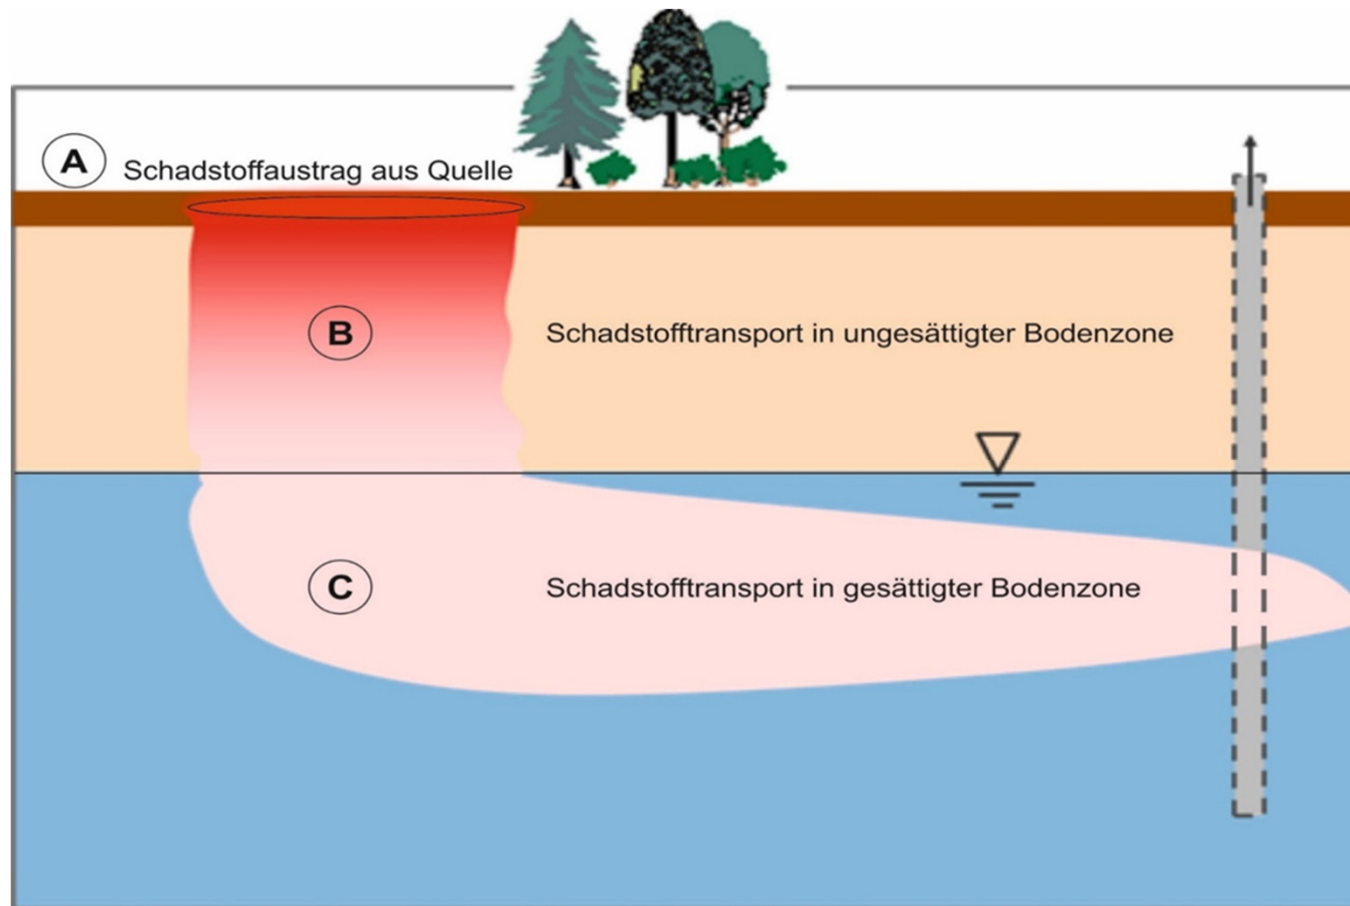 A
Schadstoffaustrag aus Quelle
B
Schadstofftransport in ungesättigter Bodenzone
C
Schadstofftransport in gesättigter Bodenzone